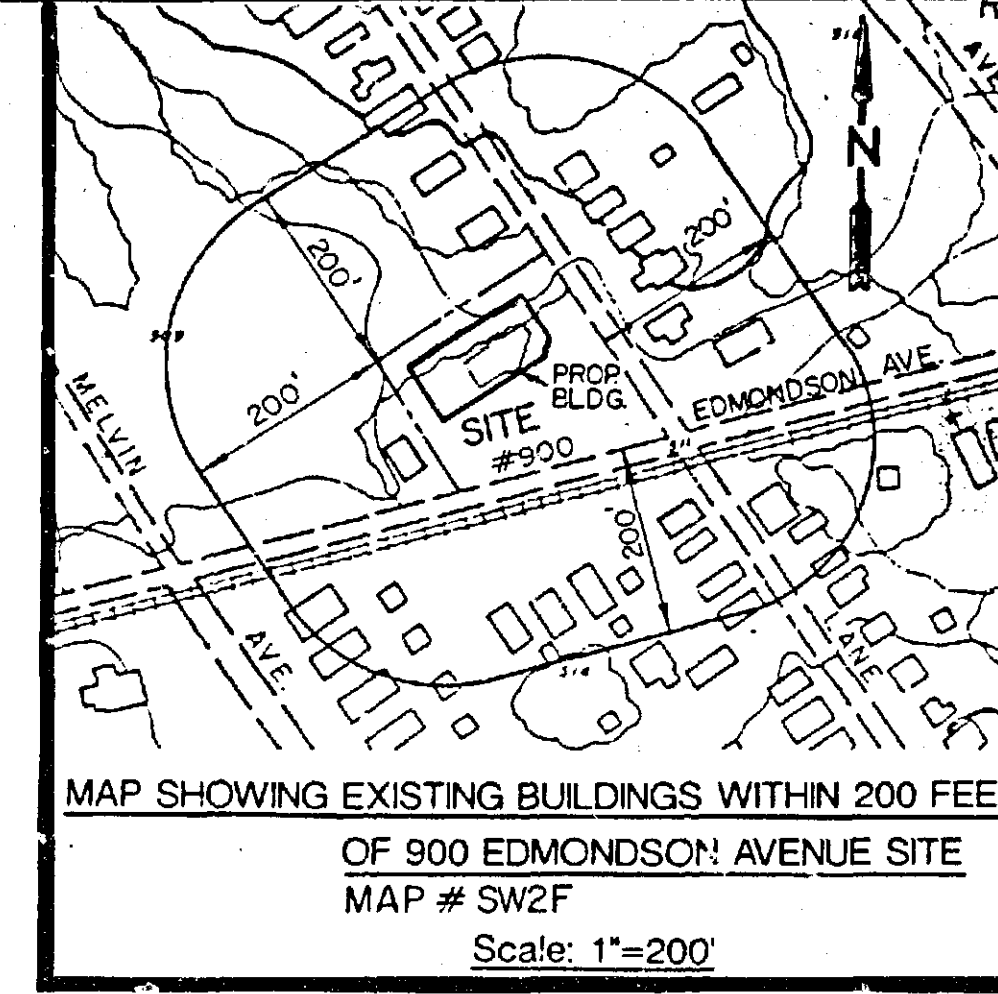 AVE
N
200'
200'
200'
MELVIN
AVE.
PROP.
BLDG.
EDMONDSON AVE.
SITE
#900
200'
LANE
MAP SHOWING EXISTING BUILDINGS WITHIN 200 FEE
OF 900 EDMONDSON AVENUE SITE
MAP # SW2F
Scale: 1"=200'